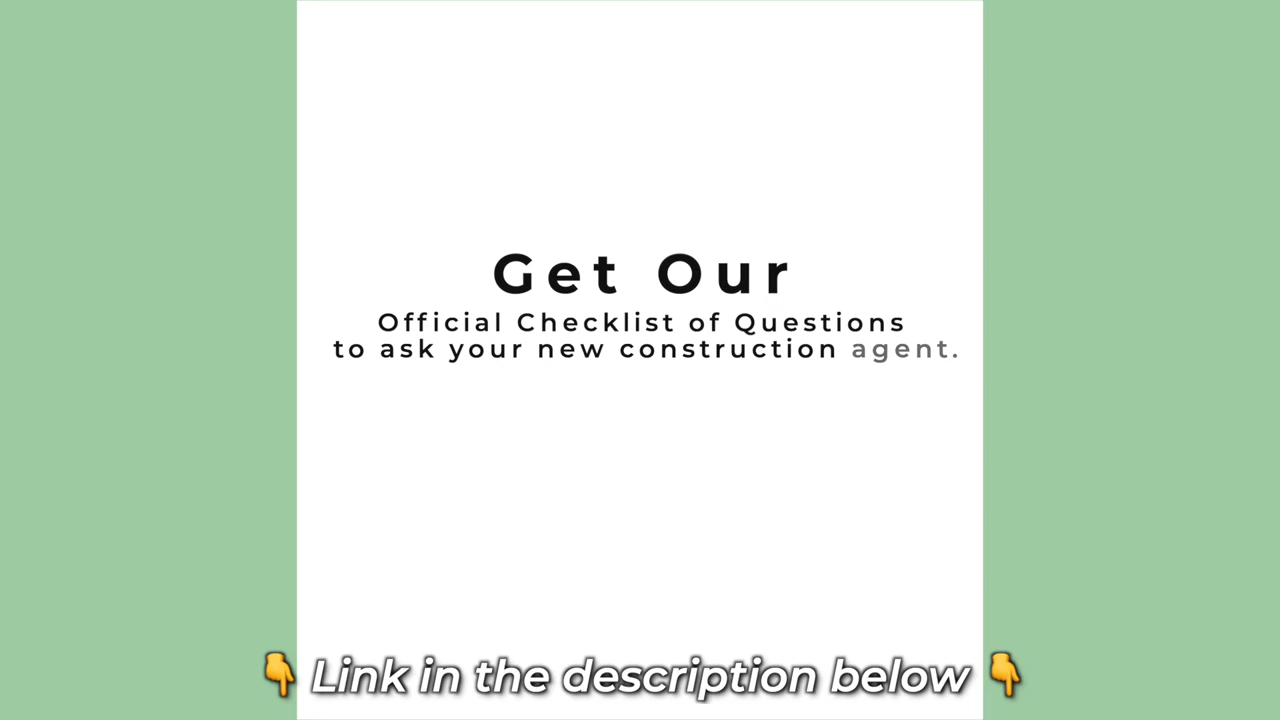 Get Our
Official Checklist of Questions
to ask your new construction agent.
👇 Link in the description below 👇